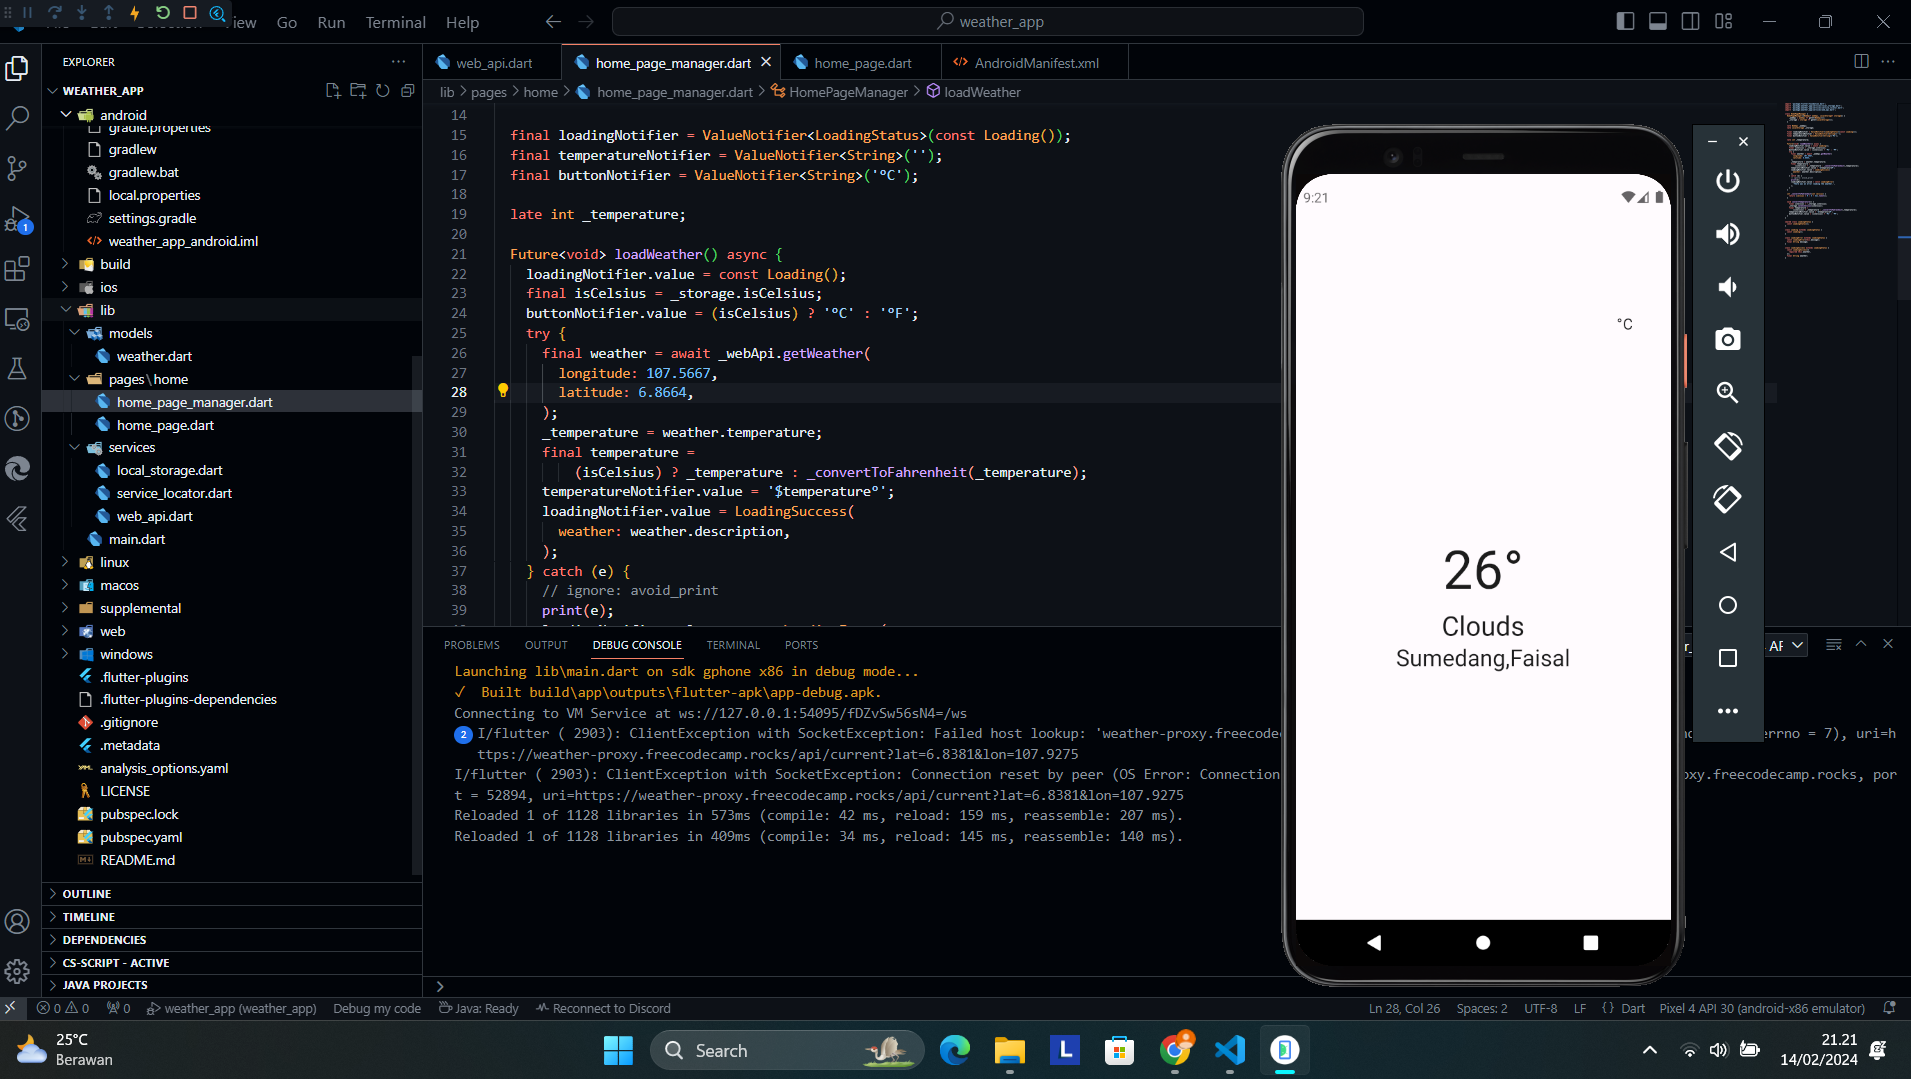 View Go Run Terminal Help
weather_app
EXPLORER
WEATHER_APP
android
gradle.properties
gradlew
gradlew.bat
local.properties
settings.gradle
weather_app_android.iml
build
ios
lib
models
weather.dart
pages\home
home_page_manager.dart
home_page.dart
services
local_storage.dart
service_locator.dart
web_api.dart
main.dart
linux
macos
supplemental
web
windows
.flutter-plugins
.flutter-plugins-dependencies
.gitignore
.metadata
analysis_options.yaml
LICENSE
pubspec.lock
pubspec.yaml
README.md
OUTLINE
TIMELINE
DEPENDENCIES
CS-SCRIPT - ACTIVE
JAVA PROJECTS
1
web_api.dart home_page_manager.dart home_page.dart AndroidManifest.xml
lib > pages > home > home_page_manager.dart > HomePageManager > loadWeather
14
15 final loadingNotifier = ValueNotifier<LoadingStatus>(const Loading());
16 final temperatureNotifier = ValueNotifier<String>('');
17 final buttonNotifier = ValueNotifier<String>('°C');
18
19 late int _temperature;
20
21 Future<void> loadWeather() async {
22 loadingNotifier.value = const Loading();
23 final isCelsius = _storage.isCelsius;
24 buttonNotifier.value = (isCelsius) ? '°C' : '°F';
25 try {
26 final weather = await _webApi.getWeather(
27 longitude: 107.5667,
28 latitude: 6.8664,
29 );
30 _temperature = weather.temperature;
31 final temperature =
32 (isCelsius) ? _temperature : _convertToFahrenheit(_temperature);
33 temperatureNotifier.value = '$temperature°';
34 loadingNotifier.value = LoadingSuccess(
35 weather: weather.description,
36 );
37 } catch (e) {
38 // ignore: avoid_print
39 print(e);
PROBLEMS OUTPUT DEBUG CONSOLE TERMINAL PORTS
Launching lib\main.dart on sdk gphone x86 in debug mode...
✓ Built build\app\outputs\flutter-apk\app-debug.apk.
Connecting to VM Service at ws://127.0.0.1:54095/fDZvSw56sN4=/ws
2 I/flutter ( 2903): ClientException with SocketException: Failed host lookup: 'weather-proxy.freecode errno = 7), uri=h
ttps://weather-proxy.freecodecamp.rocks/api/current?lat=6.8381&lon=107.9275
I/flutter ( 2903): ClientException with SocketException: Connection reset by peer (OS Error: Connection xy.freecodecamp.rocks, por
t = 52894, uri=https://weather-proxy.freecodecamp.rocks/api/current?lat=6.8381&lon=107.9275
Reloaded 1 of 1128 libraries in 573ms (compile: 42 ms, reload: 159 ms, reassemble: 207 ms).
Reloaded 1 of 1128 libraries in 409ms (compile: 34 ms, reload: 145 ms, reassemble: 140 ms).
9:21
°C
26°
Clouds
Sumedang,Faisal
0 0 0 weather_app (weather_app) Debug my code Java: Ready Reconnect to Discord
Ln 28, Col 26 Spaces: 2 UTF-8 LF {} Dart Pixel 4 API 30 (android-x86 emulator)
25°C
Berawan
Search
L
21.21
14/02/2024